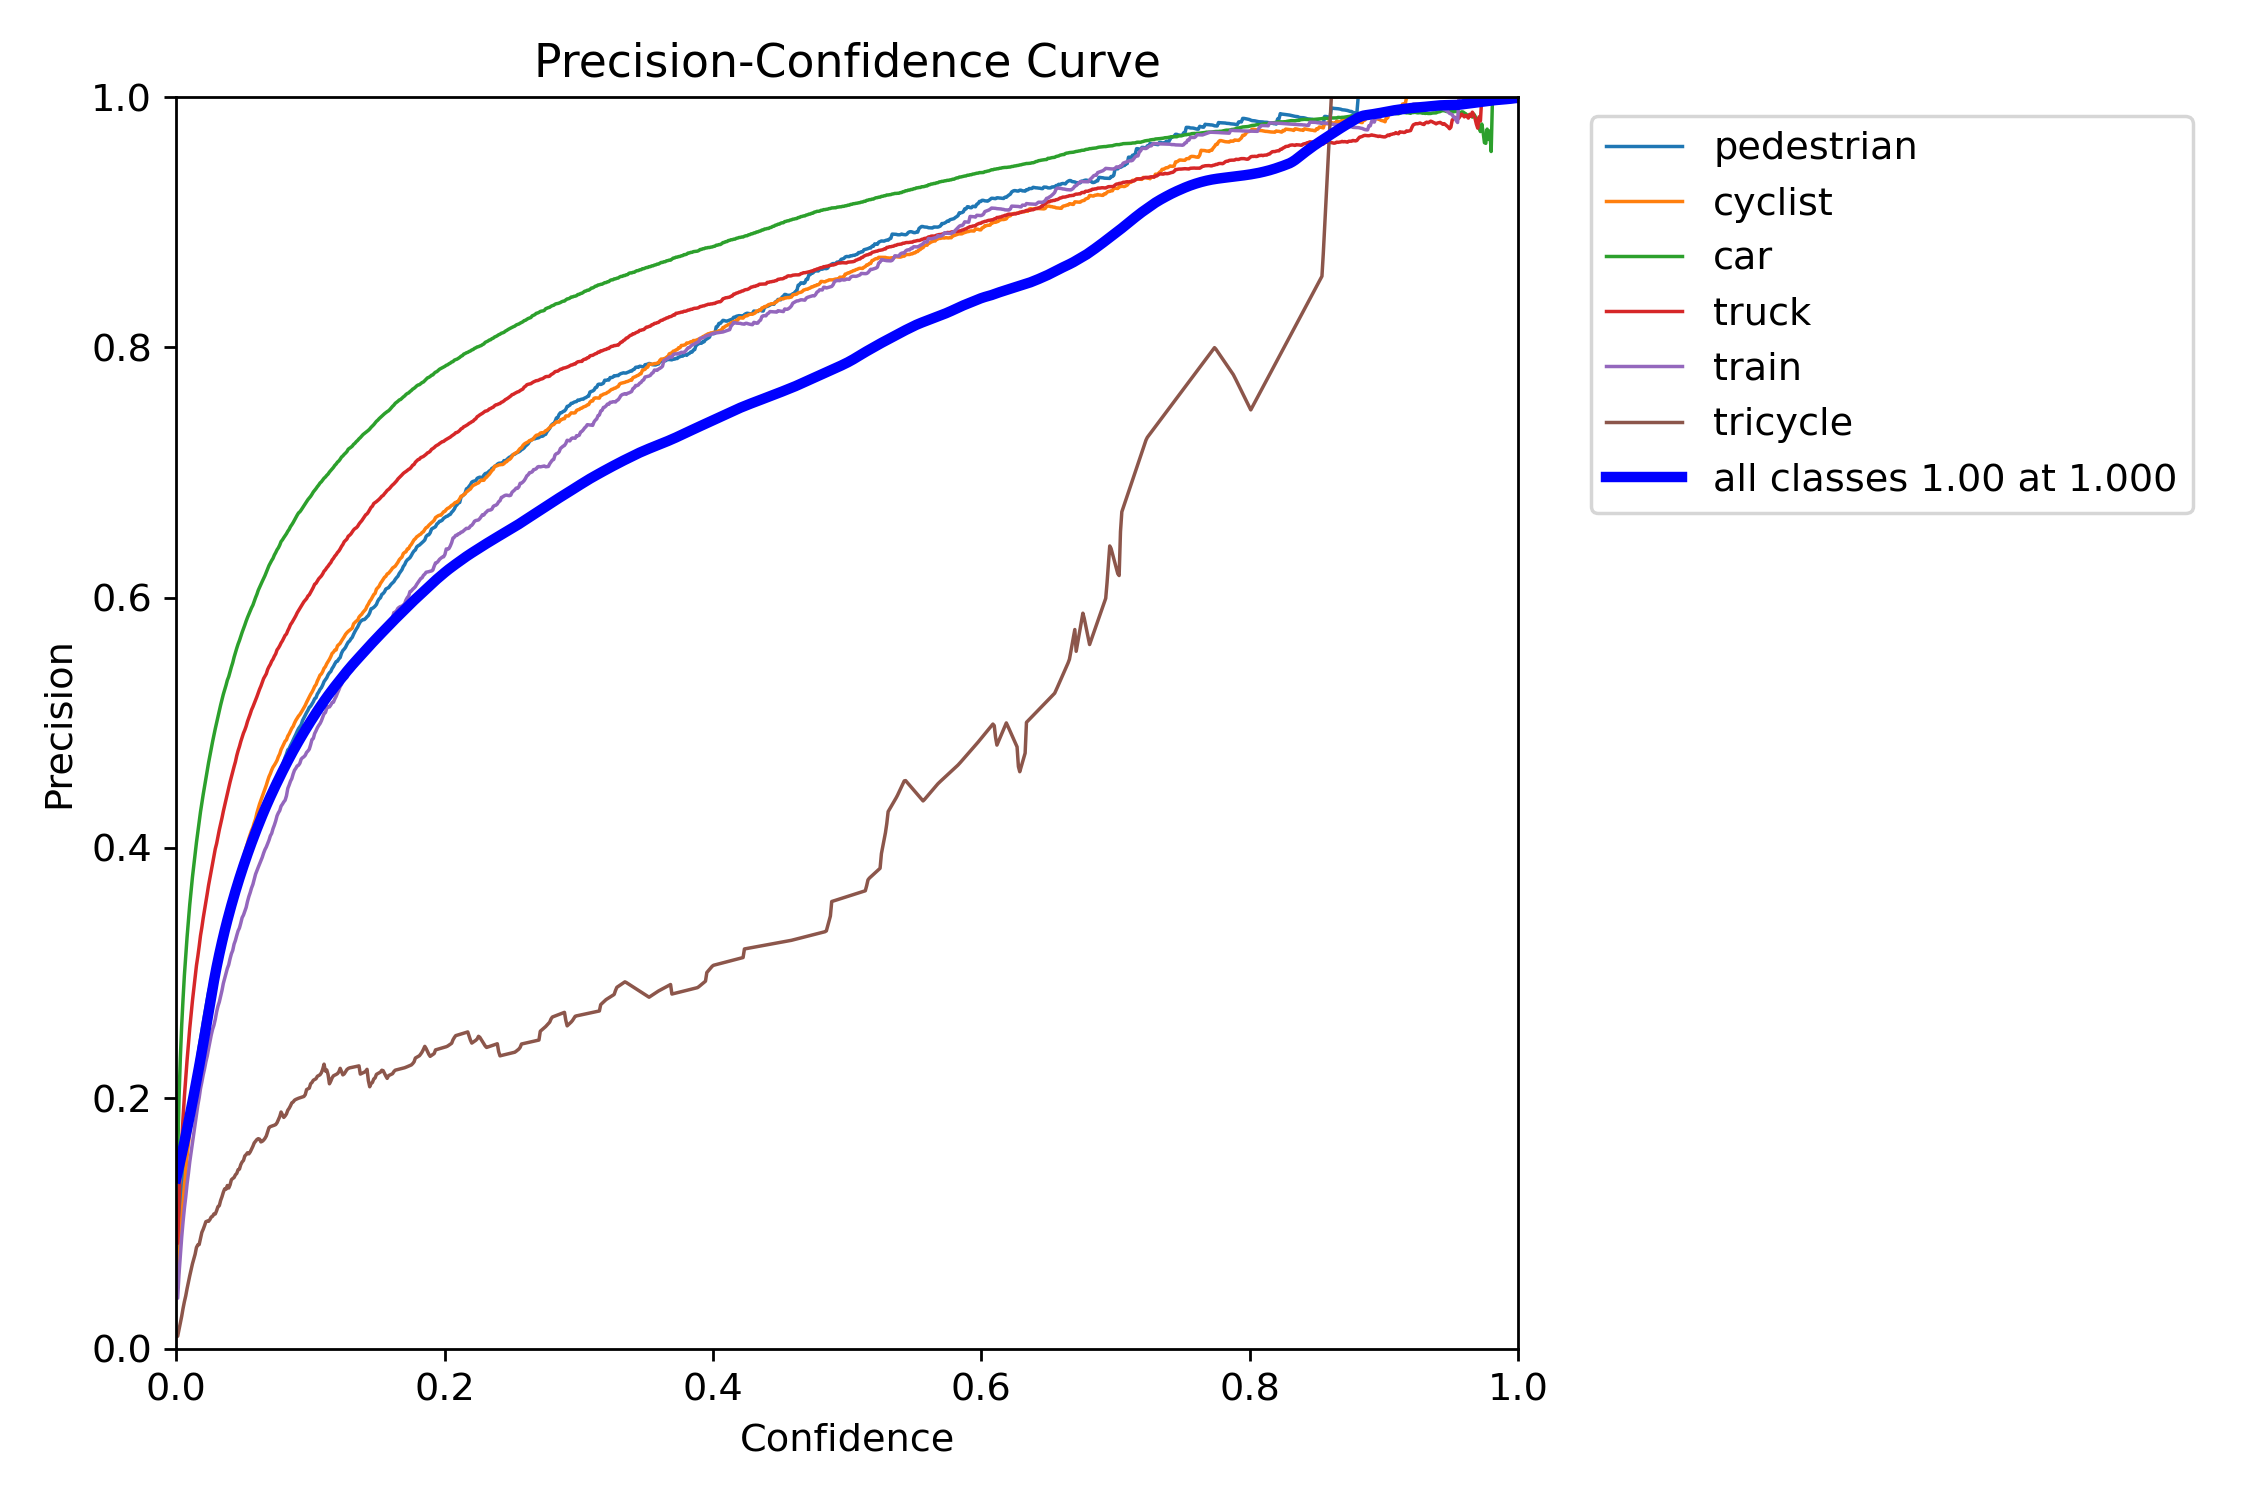 Precision-Confidence Curve
1.0
0.8
0.6
0.4
0.2
0.0
Precision
0.0 0.2 0.4 0.6 0.8 1.0
Confidence
pedestrian
cyclist
car
truck
train
tricycle
all classes 1.00 at 1.000